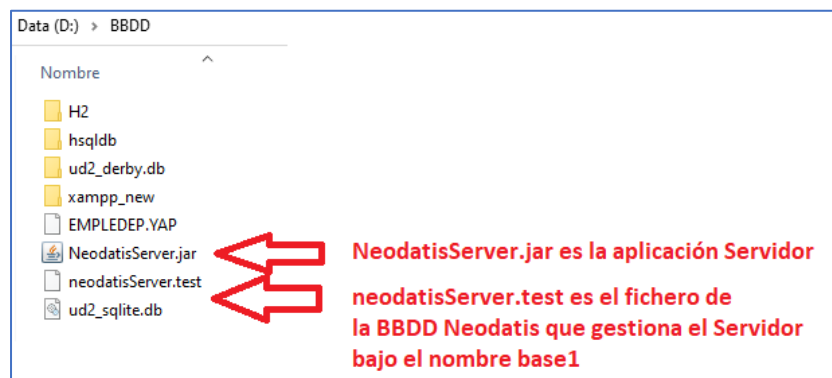 Data (D:) > BBDD
Nombre
H2
hsqldb
ud2_derby.db
xampp_new
EMPLEDEP.YAP
NeodatisServer.jar
NeodatisServer.jar es la aplicación Servidor
neodatisServer.test
neodatisServer.test es el fichero de
la BBDD Neodatis que gestiona el Servidor
bajo el nombre base1
ud2_sqlite.db